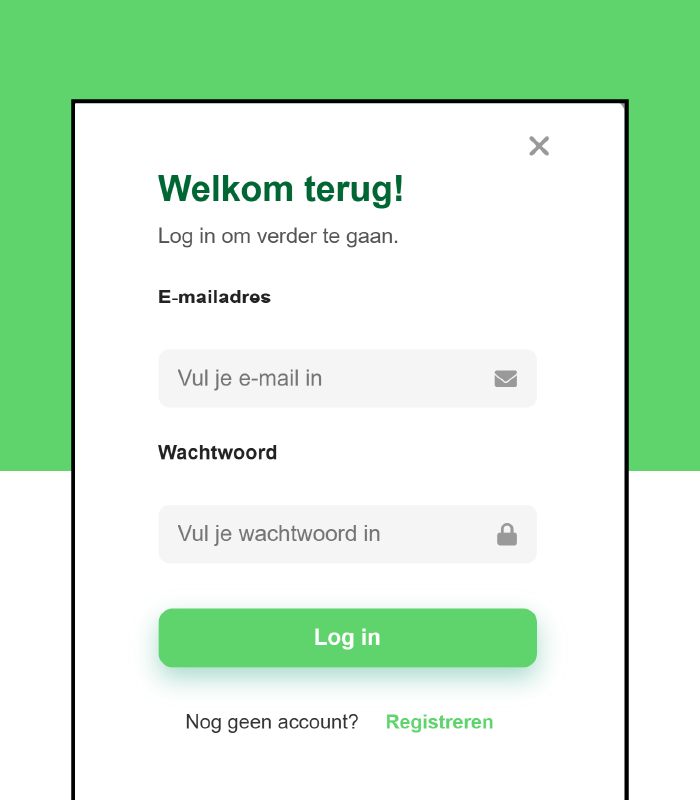 Welkom terug!
Log in om verder te gaan.
E-mailadres
Vul je e-mail in
Wachtwoord
Vul je wachtwoord in
Log in
Nog geen account? Registreren